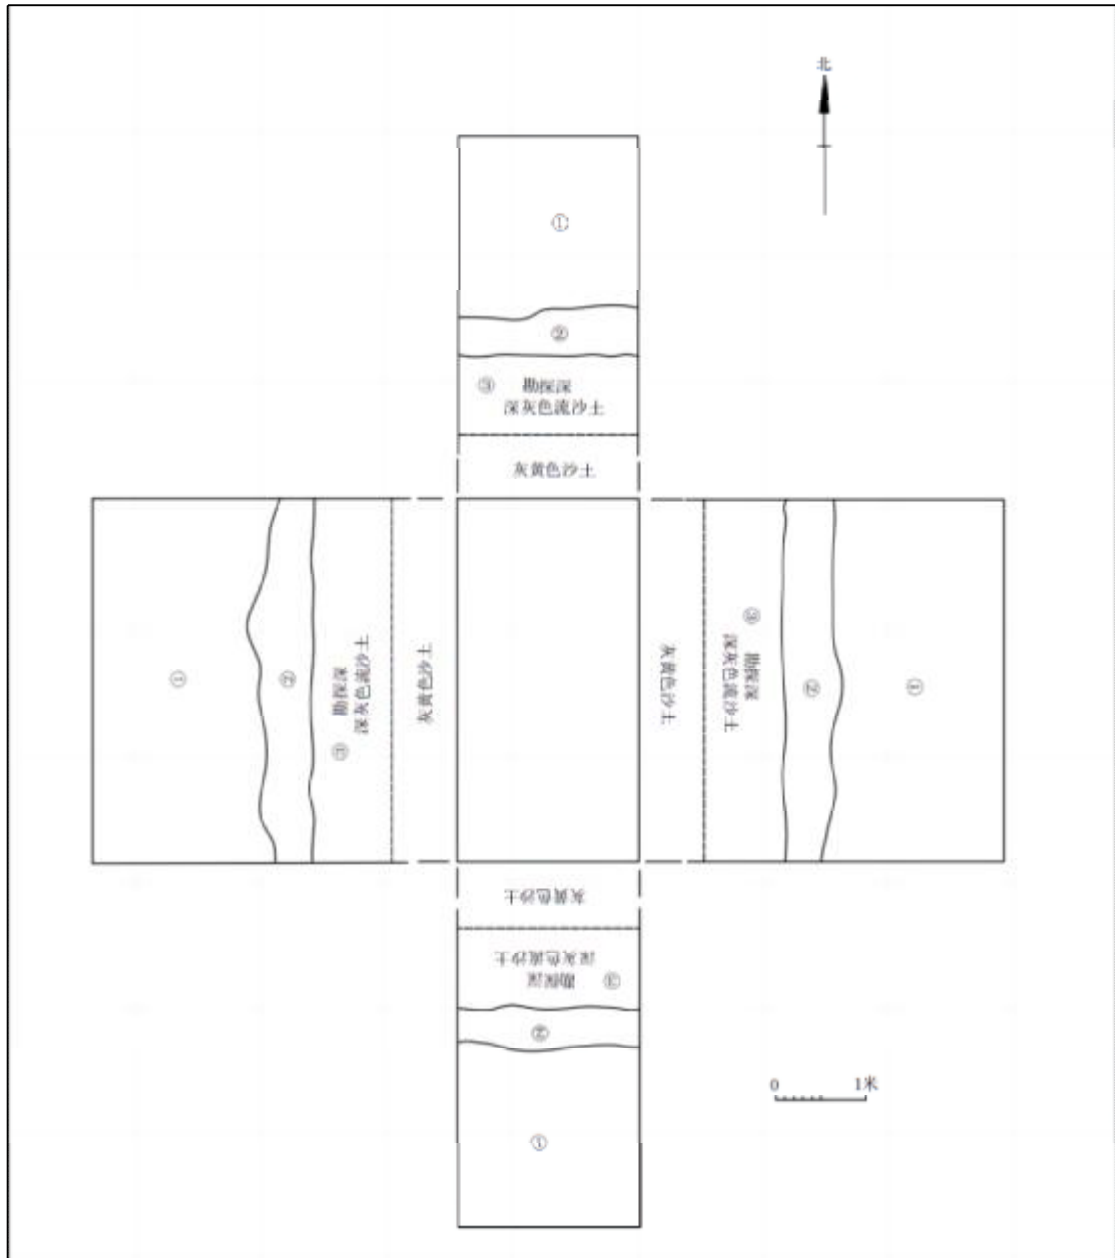 北
①
②
③ 勘探深
深灰色流沙土
灰黄色沙土
①
②
勘探深
深灰色流沙土
灰黄色沙土
灰黄色沙土
③ 勘探深
深灰色流沙土
②
①
灰黄色沙土
深灰色流沙土
③ 勘探深
②
①
0 1米